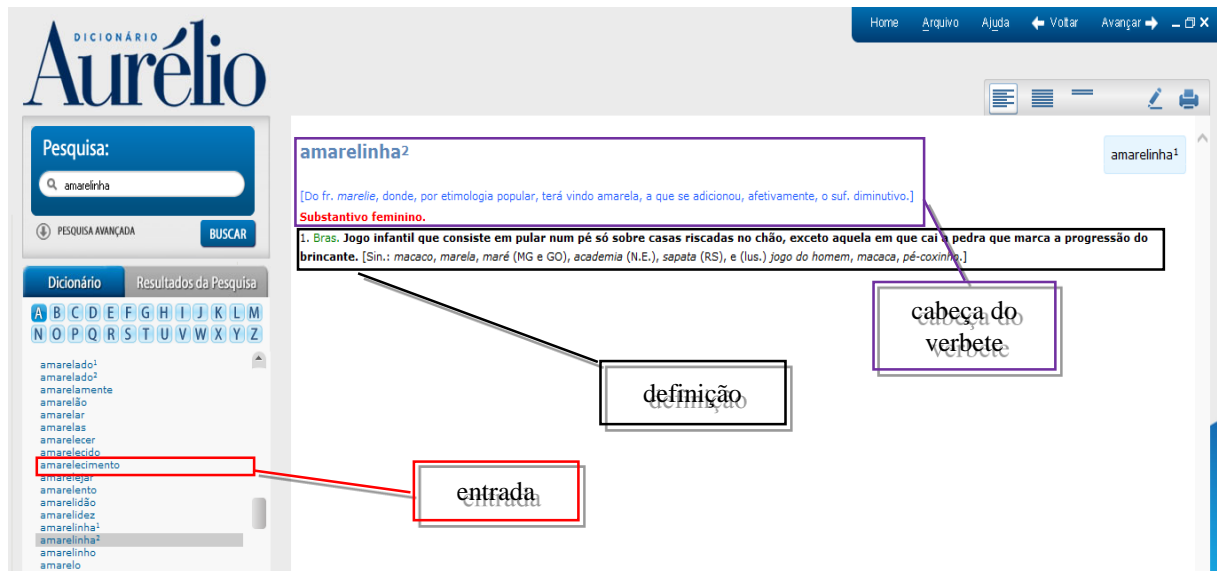 DICIONÁRIO
Aurélio
Home Arquivo Ajuda Voltar Avançar
Pesquisa:
amarelinha
PESQUISA AVANÇADA
BUSCAR
Dicionário Resultados da Pesquisa
A B C D E F G H I J K L M
N O P Q R S T U V W X Y Z
amarelado¹
amarelado²
amarelamente
amarelão
amarelar
amarelas
amarelecer
amarelecido
amarelecimento
amarelejar
amarelento
amarelidão
amarelidez
amarelinha¹
amarelinha²
amarelinho
amarelo
amarelinha²
amarelinha¹
[Do fr. marelle, donde, por etimologia popular, terá vindo amarela, a que se adicionou, afetivamente, o suf. diminutivo.]
Substantivo feminino.
1. Bras. Jogo infantil que consiste em pular num pé só sobre casas riscadas no chão, exceto aquela em que cai a pedra que marca a progressão do
brincante. [Sin.: macaco, marela, maré (MG e GO), academia (N.E.), sapata (RS), e (lus.) jogo do homem, macaca, pé-coxinho.]
cabeça do
verbete
definição
entrada